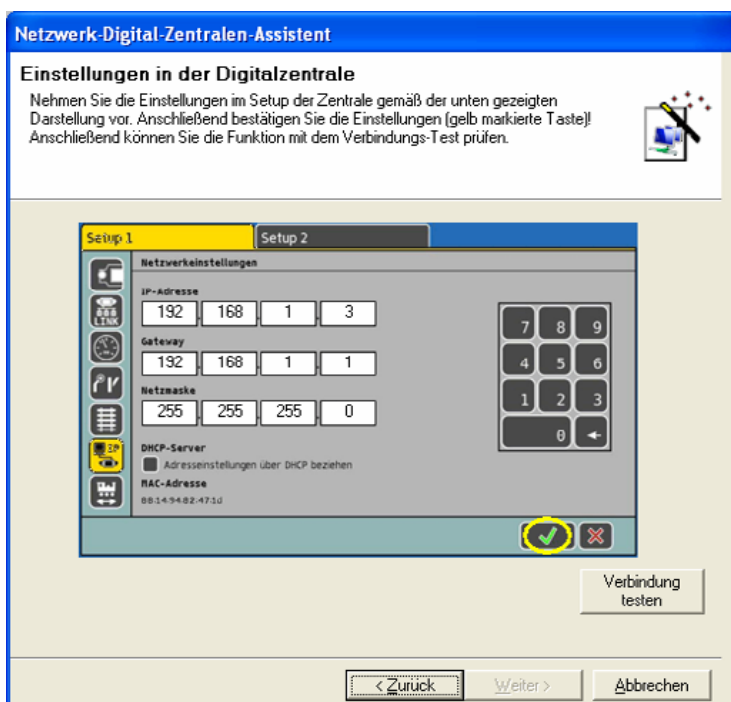 Netzwerk-Digital-Zentralen-Assistent
Einstellungen in der Digitalzentrale
Nehmen Sie die Einstellungen im Setup der Zentrale gemäß der unten gezeigten
Darstellung vor. Anschließend bestätigen Sie die Einstellungen (gelb markierte Taste)!
Anschließend können Sie die Funktion mit dem Verbindungs-Test prüfen.
Setup 1 Setup 2
Netzwerkeinstellungen
IP-Adresse
192 . 168 . 1 . 3
Gateway
192 . 168 . 1 . 1
Netzmaske
255 . 255 . 255 . 0
DHCP-Server
Adresseinstellungen über DHCP beziehen
MAC-Adresse
LINK
IP
7 8 9
4 5 6
1 2 3
0
Verbindung
testen
< Zurück Weiter > Abbrechen